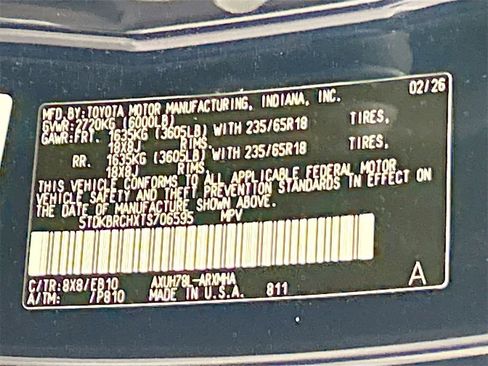 MFD.BY:TOYOTA MOTOR MANUFACTURING, INDIANA, INC. 02/26
GVWR:2720KG (6000LB)
GAWR:FRT. 1635KG (3605LB) WITH 235/65R18 TIRES,
18X8J RIMS.
RR. 1635KG (3605LB) WITH 235/65R18 TIRES,
18X8J RIMS.
THIS VEHICLE CONFORMS TO ALL APPLICABLE FEDERAL MOTOR
VEHICLE SAFETY AND THEFT PREVENTION STANDARDS IN EFFECT ON
THE DATE OF MANUFACTURE SHOWN ABOVE.
5TDKBRCHXTS706595 MPV
C/TR:8X8/EB10 AXUH78L-ARXMHA
A/TM: /P810 MADE IN U.S.A. 811 A